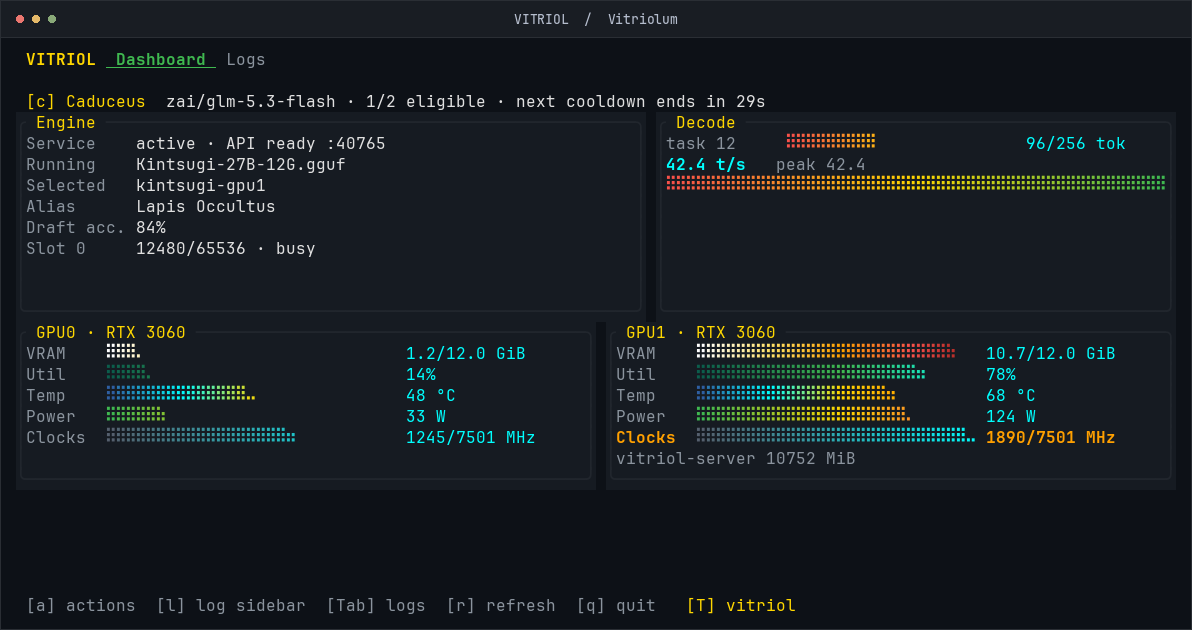 VITRIOL / Vitriolum
VITRIOL Dashboard Logs
[c] Caduceus zai/glm-5.3-flash · 1/2 eligible · next cooldown ends in 29s
Engine
Service active · API ready :40765
Running Kintsugi-27B-12G.gguf
Selected kintsugi-gpu1
Alias Lapis Occultus
Draft acc. 84%
Slot 0 12480/65536 · busy
Decode
task 12 96/256 tok
42.4 t/s peak 42.4
GPU0 · RTX 3060
VRAM 1.2/12.0 GiB
Util 14%
Temp 48 °C
Power 33 W
Clocks 1245/7501 MHz
GPU1 · RTX 3060
VRAM 10.7/12.0 GiB
Util 78%
Temp 68 °C
Power 124 W
Clocks 1890/7501 MHz
vitriol-server 10752 MiB
[a] actions [l] log sidebar [Tab] logs [r] refresh [q] quit [T] vitriol